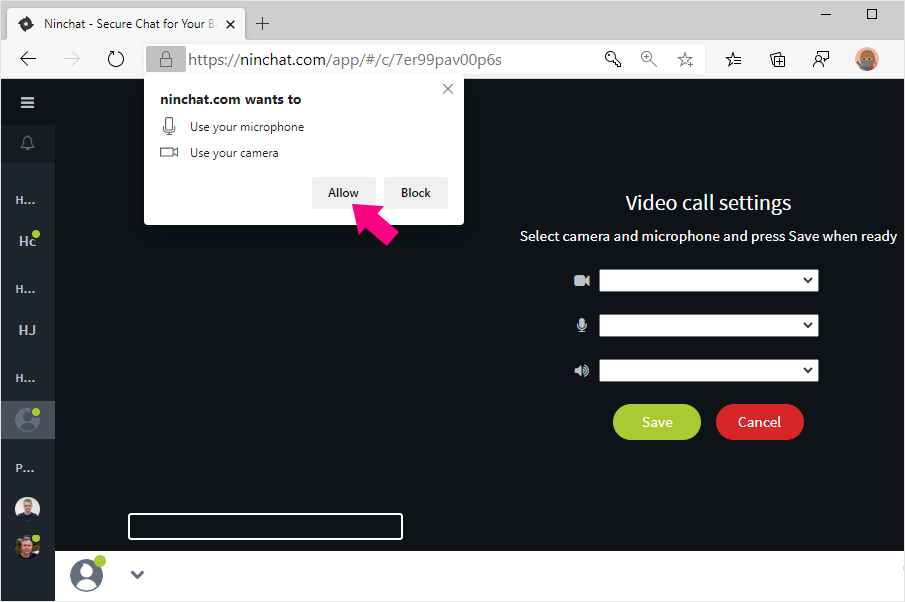 Ninchat - Secure Chat for Your B
https://ninchat.com/app/#/c/7er99pav00p6s
ninchat.com wants to
Use your microphone
Use your camera
Allow
Block
H...
Hc
H...
HJ
H...
P...
Video call settings
Select camera and microphone and press Save when ready
Save
Cancel